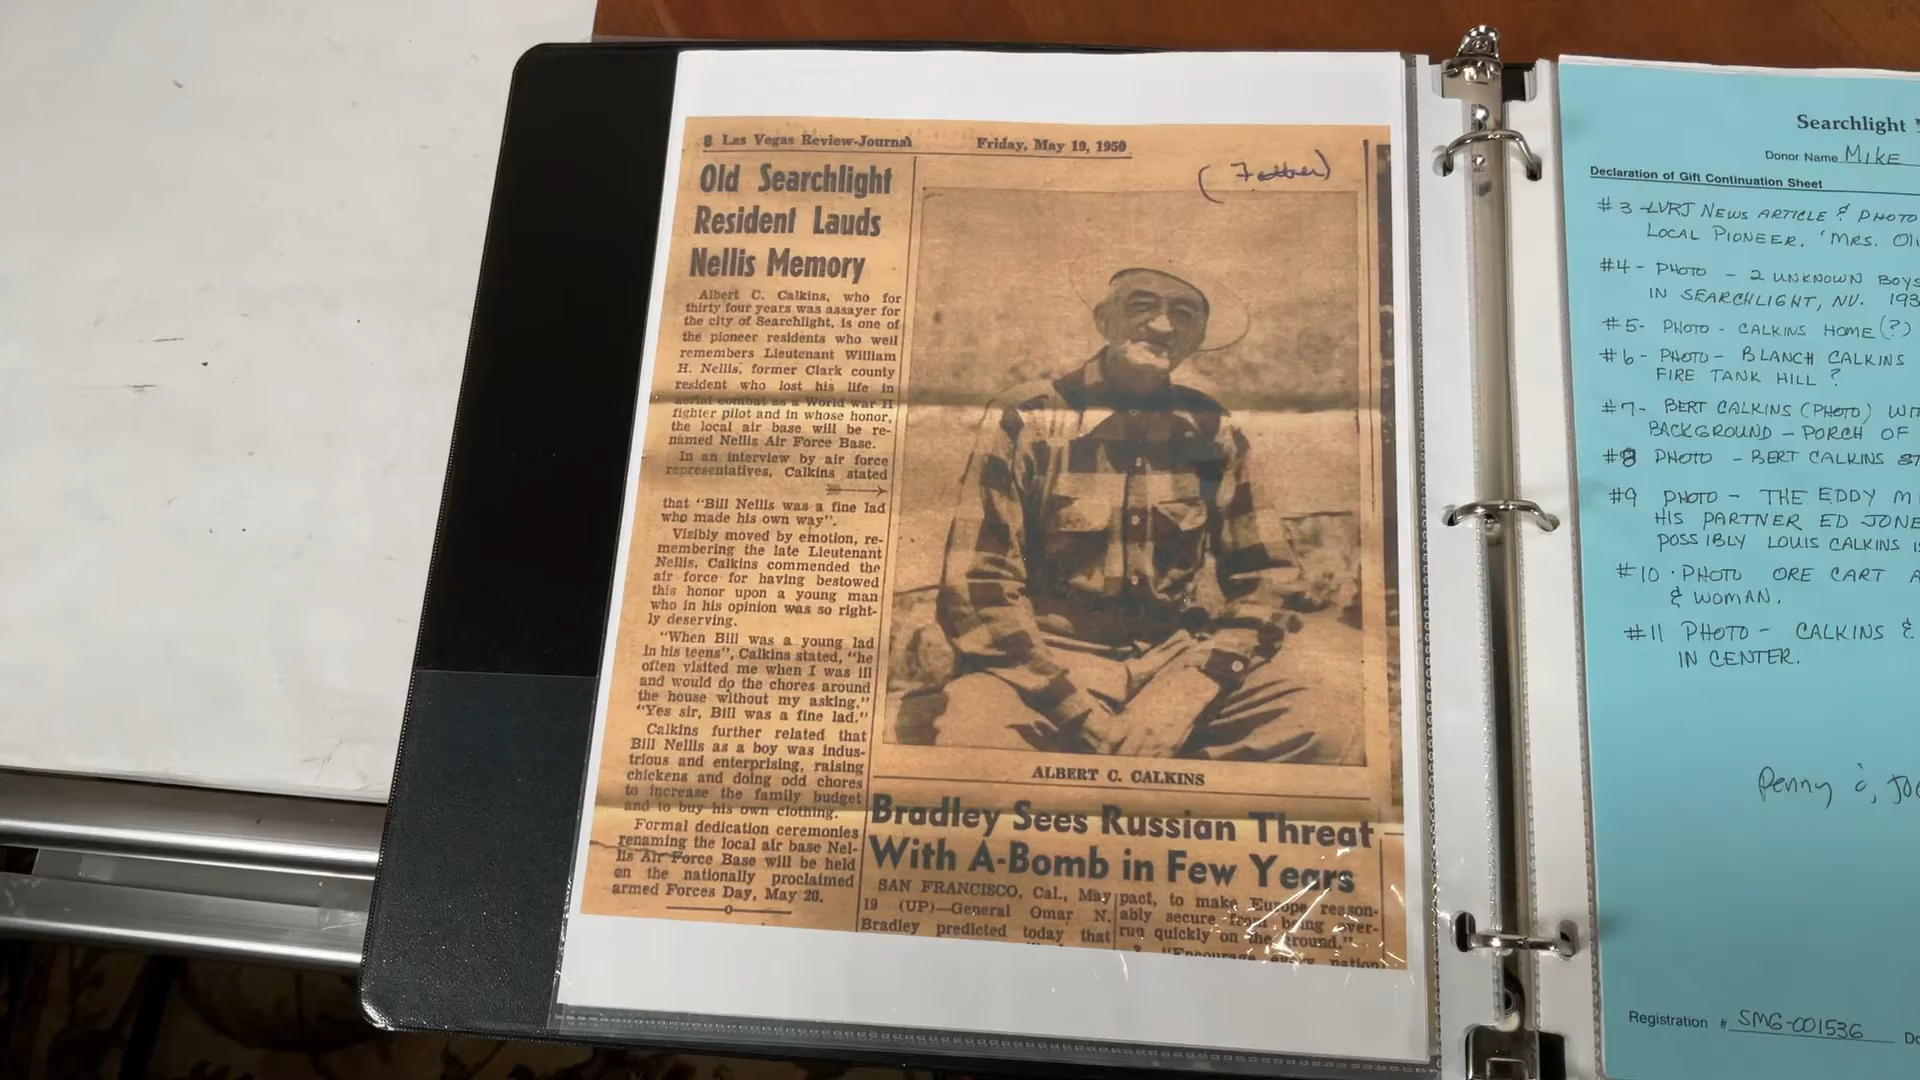 8 Las Vegas Review-Journal
Friday, May 19, 1950
Old Searchlight
Resident Lauds
Nellis Memory
Albert C. Calkins, who for
thirty four years was assayer for
the city of Searchlight, is one of
the pioneer residents who well
remembers Lieutenant William
H. Nellis, former Clark county
resident who lost his life in
aerial combat as a World war II
fighter pilot and in whose honor,
the local air base will be re-
named Nellis Air Force Base.
In an interview by air force
representatives, Calkins stated
that "Bill Nellis was a fine lad
who made his own way".
Visibly moved by emotion, re-
membering the late Lieutenant
Nellis, Calkins commended the
air force for having bestowed
this honor upon a young man
who in his opinion was so right-
ly deserving.
"When Bill was a young lad
in his teens", Calkins stated, "he
often visited me when I was ill
and would do the chores around
the house without my asking."
"Yes sir, Bill was a fine lad."
Calkins further related that
Bill Nellis as a boy was indus-
trious and enterprising, raising
chickens and doing odd chores
to increase the family budget
and to buy his own clothing.
Formal dedication ceremonies
renaming the local air base Nel-
lis Air Force Base will be held
on the nationally proclaimed
armed Forces Day, May 20.
(Father)
ALBERT C. CALKINS
Bradley Sees Russian Threat
With A-Bomb in Few Years
SAN FRANCISCO, Cal., May
19 (UP)—General Omar N.
Bradley predicted today that
pact, to make Europe reason-
ably secure from being over-
run quickly on the ground."
"Encourage every nation
Searchlight
Donor Name MIKE
Declaration of Gift Continuation Sheet
#3 LVRJ NEWS ARTICLE & PHOTO
LOCAL PIONEER. 'MRS.
#4- PHOTO - 2 UNKNOWN BOYS
IN SEARCHLIGHT, NV. 193
#5- PHOTO - CALKINS HOME (?)
#6- PHOTO - BLANCH CALKINS
FIRE TANK HILL ?
#7- BERT CALKINS (PHOTO)
BACKGROUND - PORCH OF
#8 PHOTO - BERT CALKINS
#9 PHOTO - THE EDDY
HIS PARTNER ED JONE
POSSIBLY LOUIS CALKINS
#10 · PHOTO ORE CART
& WOMAN.
#11 PHOTO - CALKINS &
IN CENTER.
Penny
Registration # SMG-001536